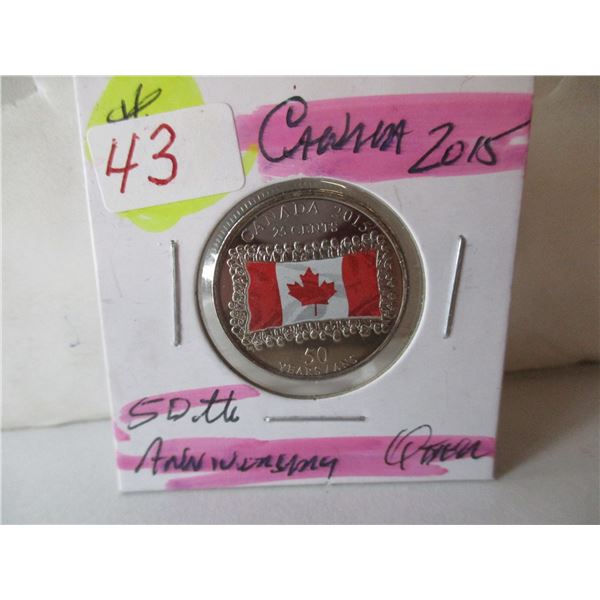 43
CANADA 2015
CANADA 2015
25 CENTS
50
YEARS/ANS
50th
ANNIVERSARY